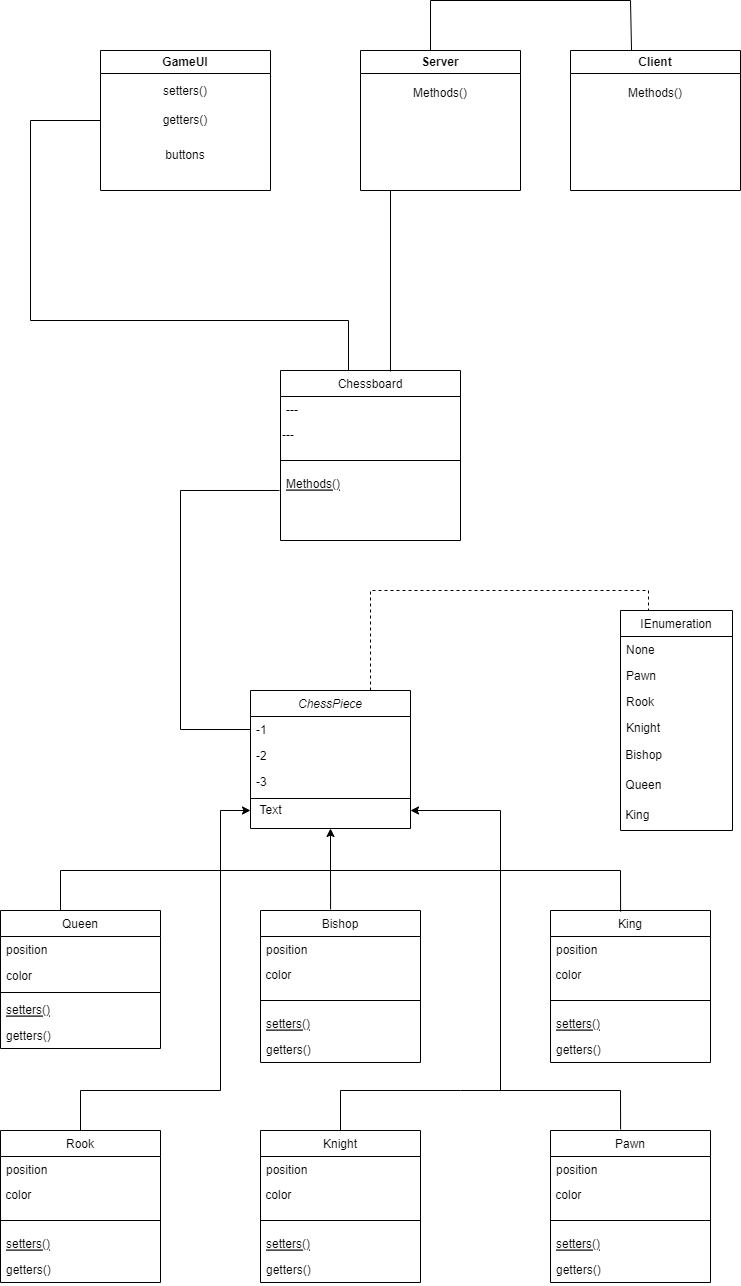 GameUI
setters()
getters()
buttons
Server
Methods()
Client
Methods()
Chessboard
---
---
Methods()
IEnumeration
None
Pawn
Rook
Knight
Bishop
Queen
King
ChessPiece
-1
-2
-3
Text
Queen
position
color
setters()
getters()
Bishop
position
color
setters()
getters()
King
position
color
setters()
getters()
Rook
position
color
setters()
getters()
Knight
position
color
setters()
getters()
Pawn
position
color
setters()
getters()